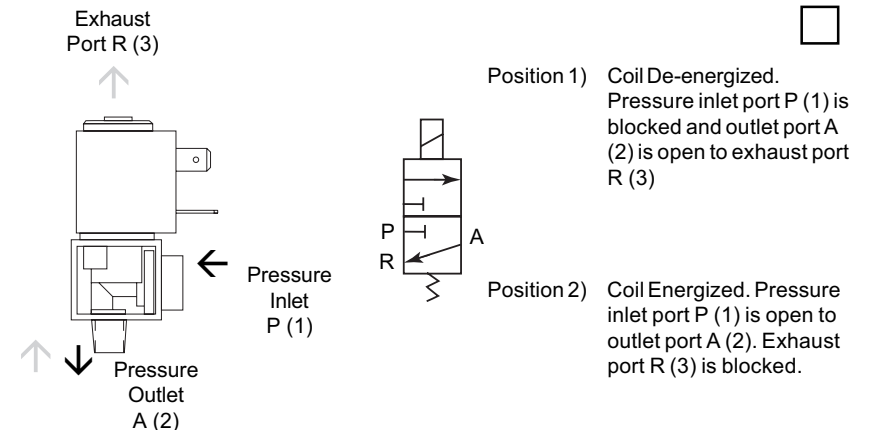 Exhaust
Port R (3)
Position 1) Coil De-energized.
Pressure inlet port P (1) is
blocked and outlet port A
(2) is open to exhaust port
R (3)
P
A
R
Pressure
Inlet
P (1)
Position 2) Coil Energized. Pressure
inlet port P (1) is open to
outlet port A (2). Exhaust
port R (3) is blocked.
Pressure
Outlet
A (2)